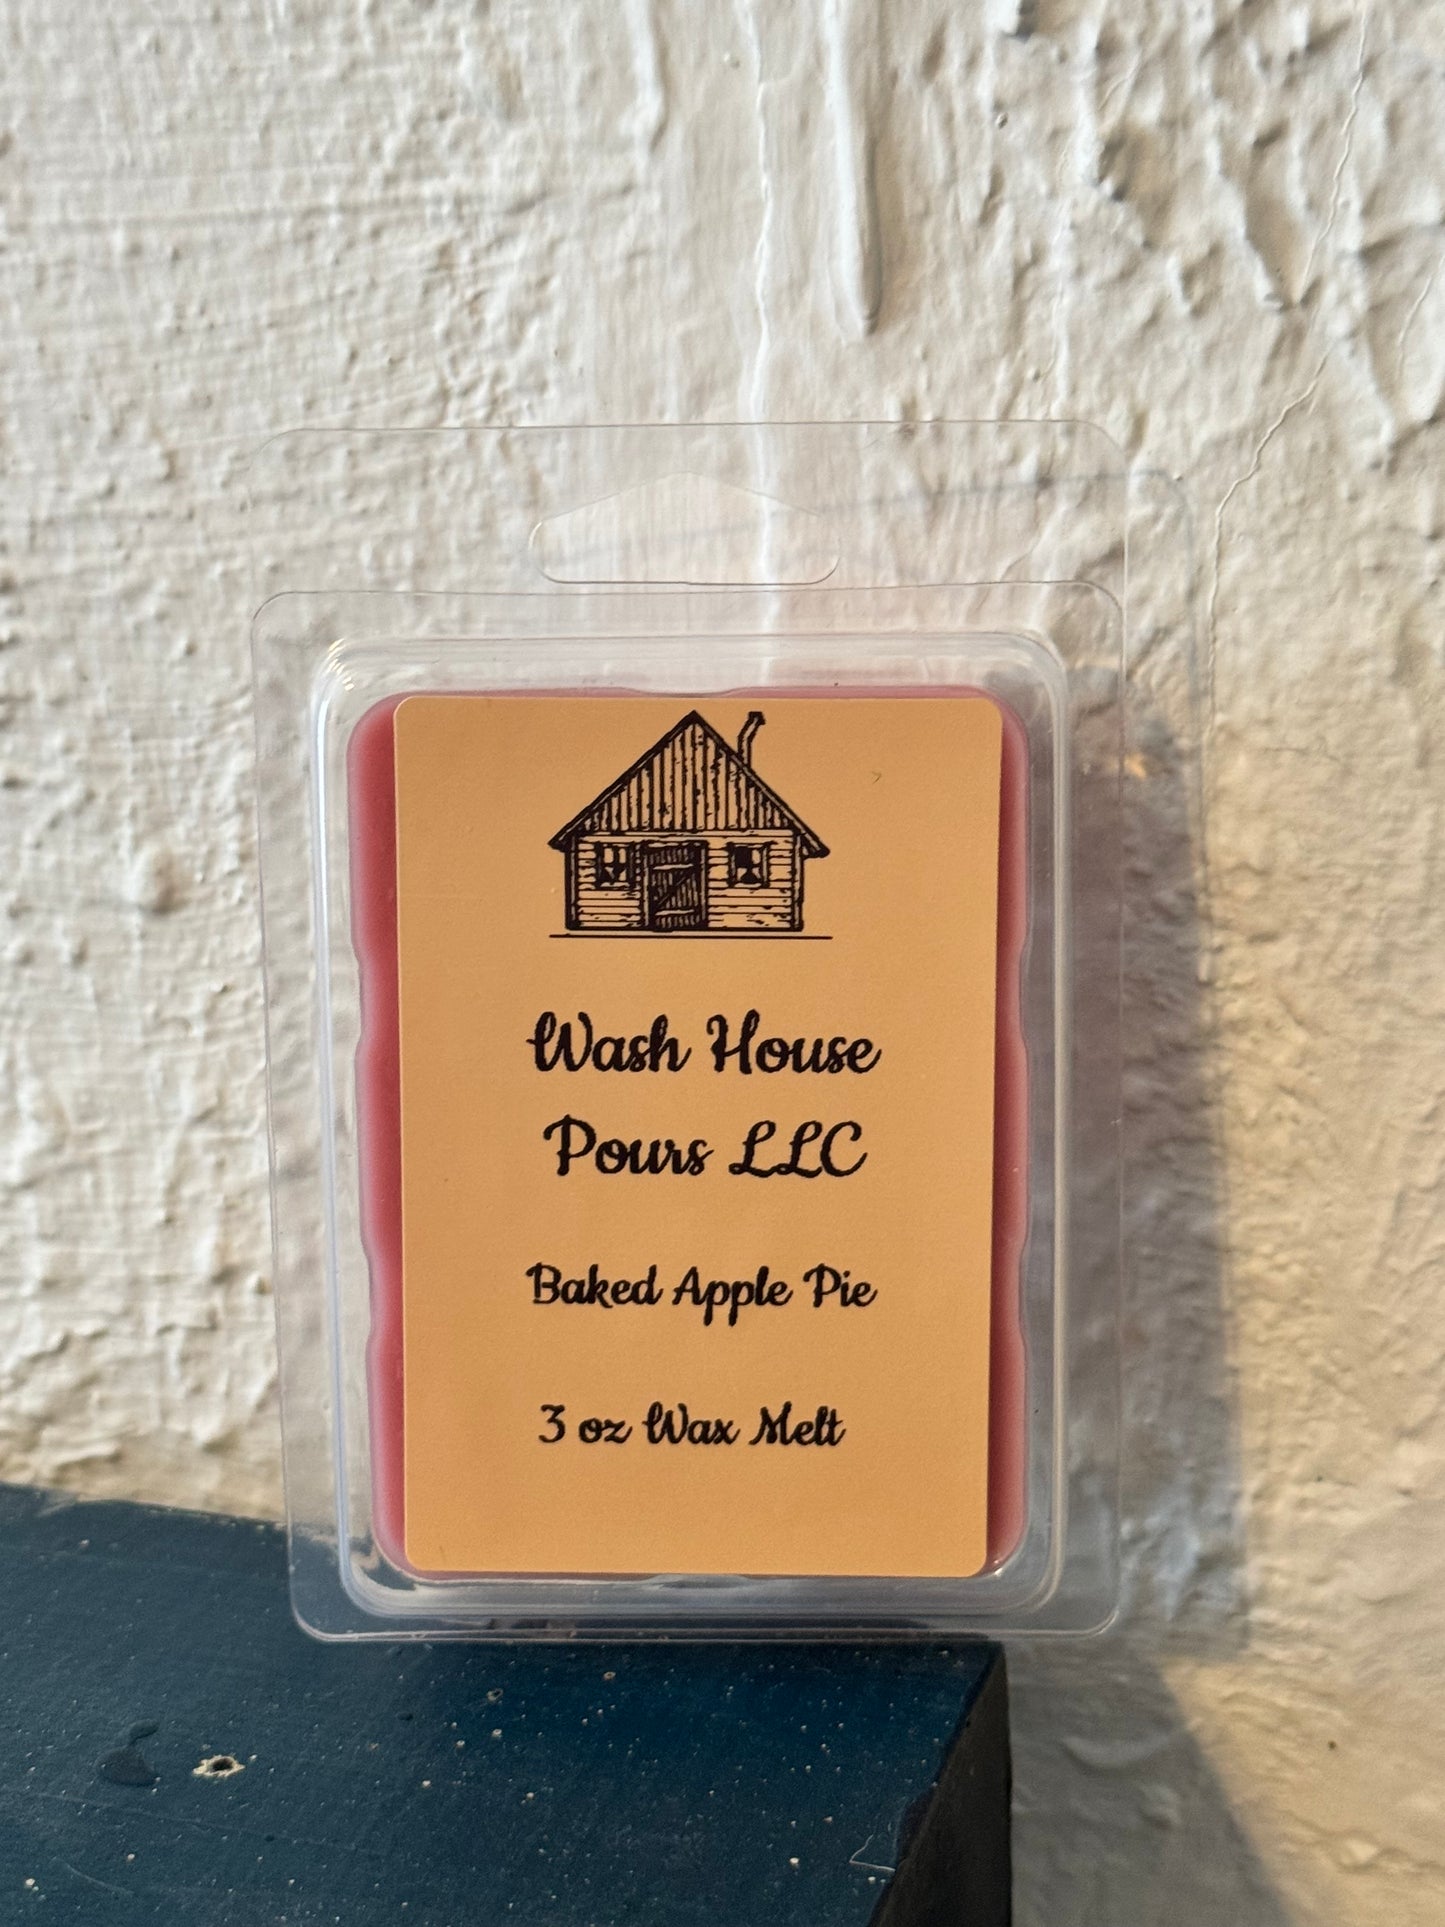 Wash House
Pours LLC
Baked Apple Pie
3 oz Wax Melt